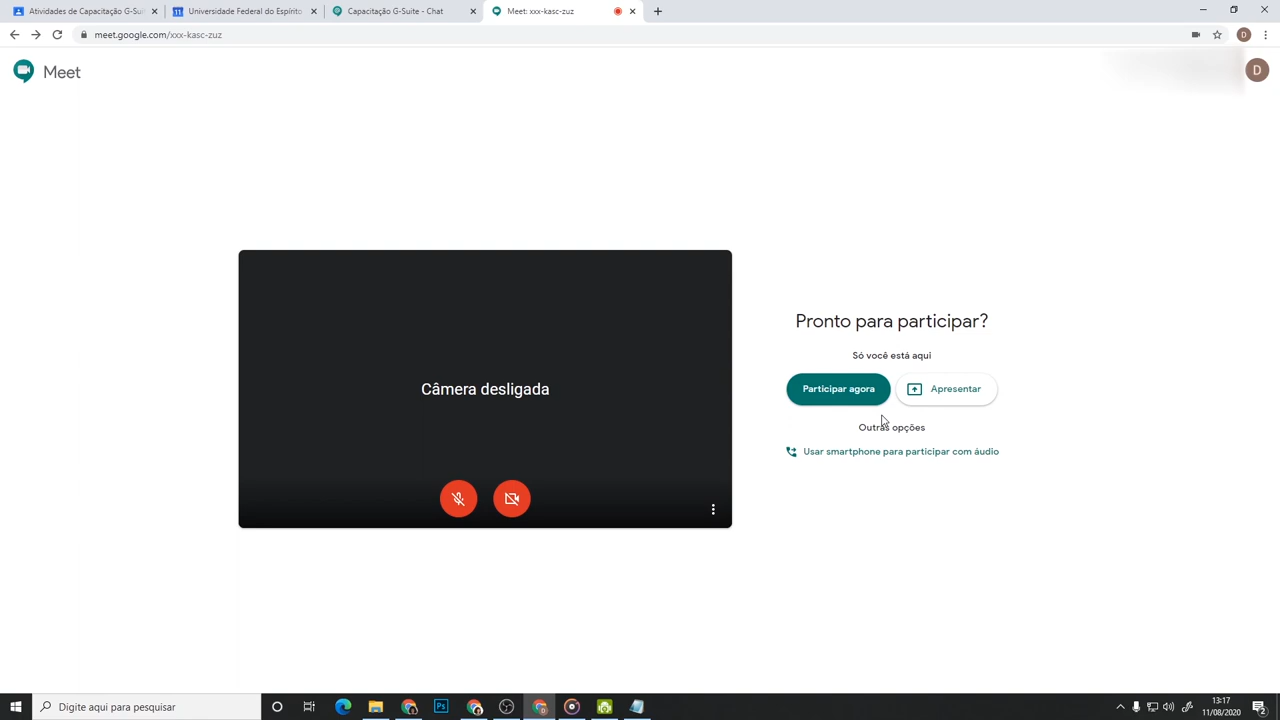 Atividades de Capacitação G-Sui
Universidade Federal do Espírito
Capacitação G-Suite - Chat
Meet: xxx-kasc-zuz
meet.google.com/xxx-kasc-zuz
D
Meet
D
Pronto para participar?
Só você está aqui
Câmera desligada
Participar agora
Apresentar
Outras opções
Usar smartphone para participar com áudio
Digite aqui para pesquisar
Ps
13:17
11/08/2020
2